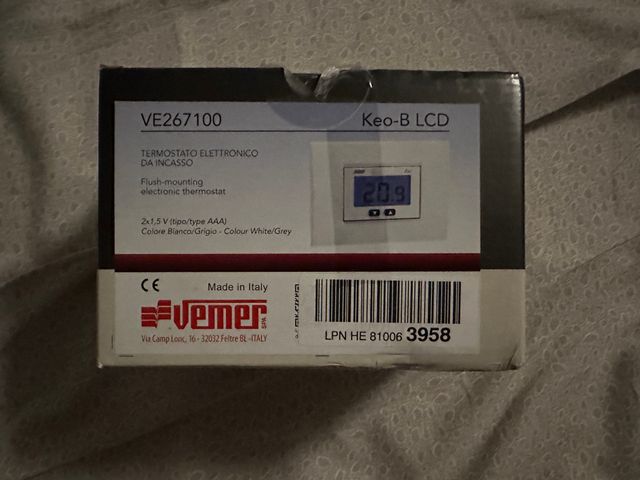 VE267100
Keo-B LCD
TERMOSTATO ELETTRONICO
DA INCASSO
Flush-mounting
electronic thermostat
2x1,5 V (tipo/type AAA)
Colore Bianco/Grigio - Colour White/Grey
20.9
CE
Made in Italy
Vemer SPA
Via Camp Lonc, 16 - 32032 Feltre BL-ITALY
LPN HE 81006 3958